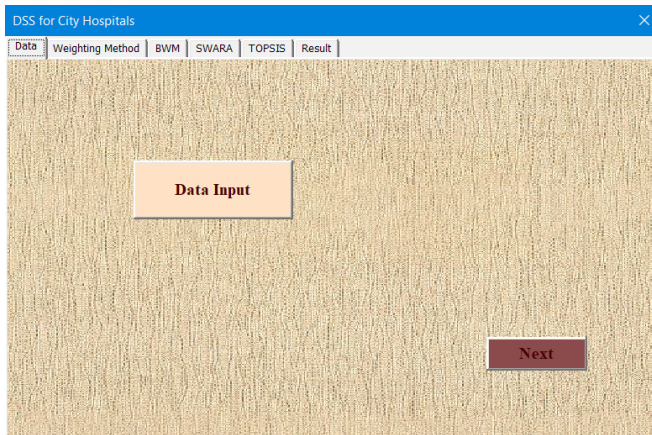 DSS for City Hospitals
Data Weighting Method BWM SWARA TOPSIS Result
Data Input
Next